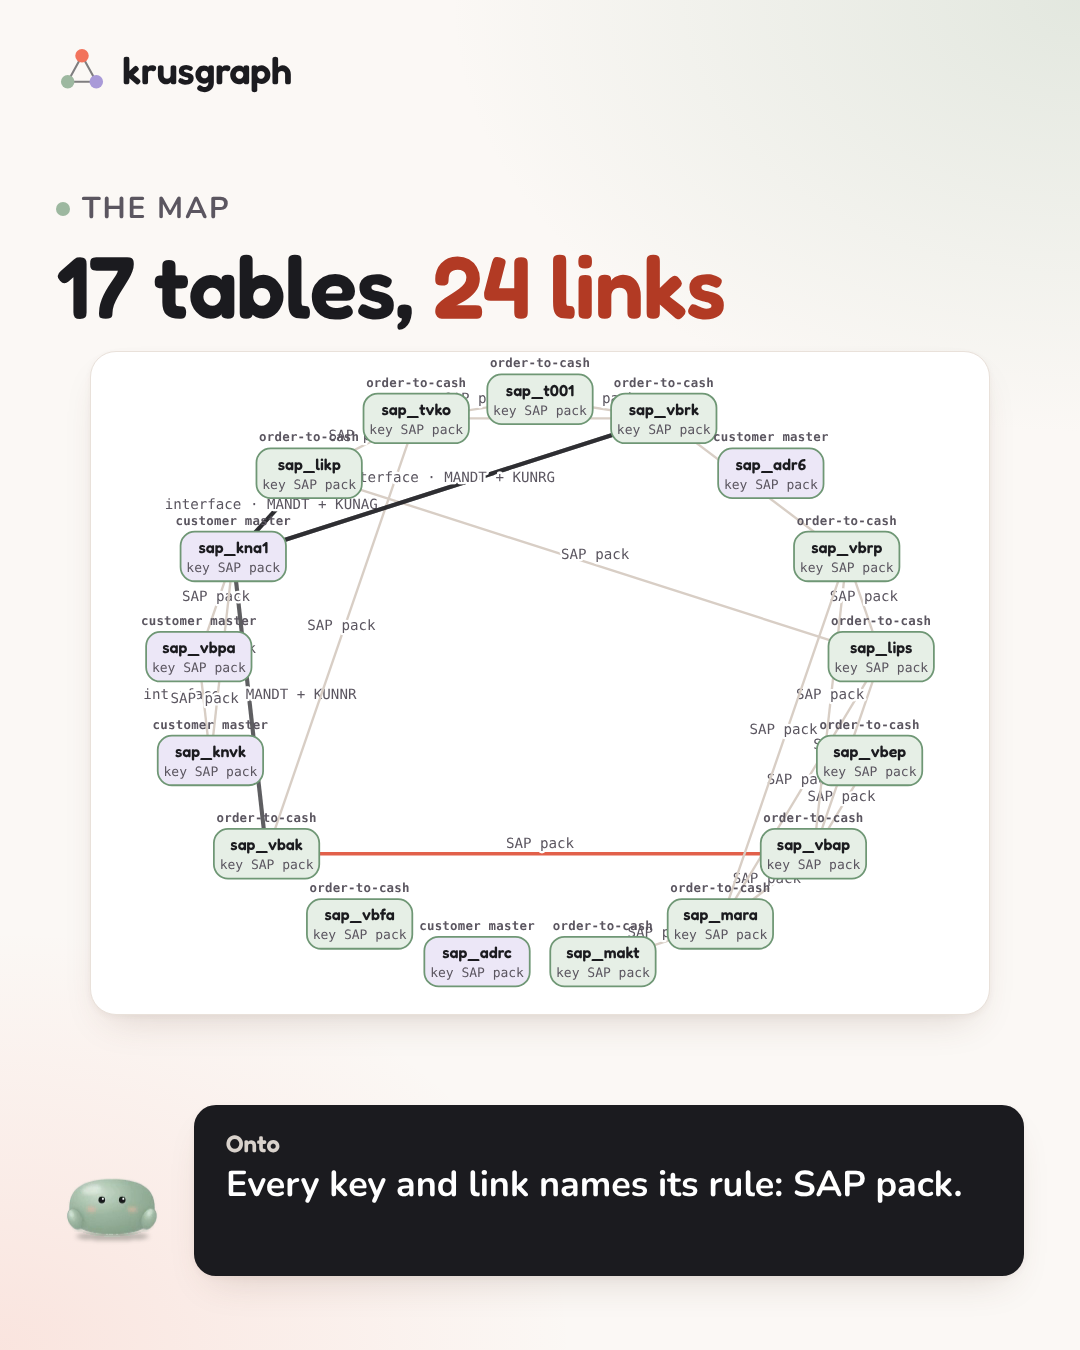 krusgraph
THE MAP
17 tables, 24 links
order-to-cash
sap_t001
key SAP pack
order-to-cash
sap_tvko
key SAP pack
order-to-cash
sap_vbrk
key SAP pack
order-to-cash
sap_likp
key SAP pack
customer master
sap_adr6
key SAP pack
MANDT + KUNRG
interface · MANDT + KUNAG
customer master
sap_kna1
key SAP pack
order-to-cash
sap_vbrp
key SAP pack
SAP pack
SAP pack
SAP pack
SAP pack
customer master
sap_vbpa
key SAP pack
order-to-cash
sap_lips
key SAP pack
MANDT + KUNNR
SAP pack
SAP pack
SAP pack
customer master
sap_knvk
key SAP pack
order-to-cash
sap_vbep
key SAP pack
SAP pack
order-to-cash
sap_vbak
key SAP pack
SAP pack
order-to-cash
sap_vbap
key SAP pack
SAP pack
order-to-cash
sap_vbfa
key SAP pack
order-to-cash
sap_mara
key SAP pack
customer master
sap_adrc
key SAP pack
order-to-cash
sap_makt
key SAP pack
Onto
Every key and link names its rule: SAP pack.